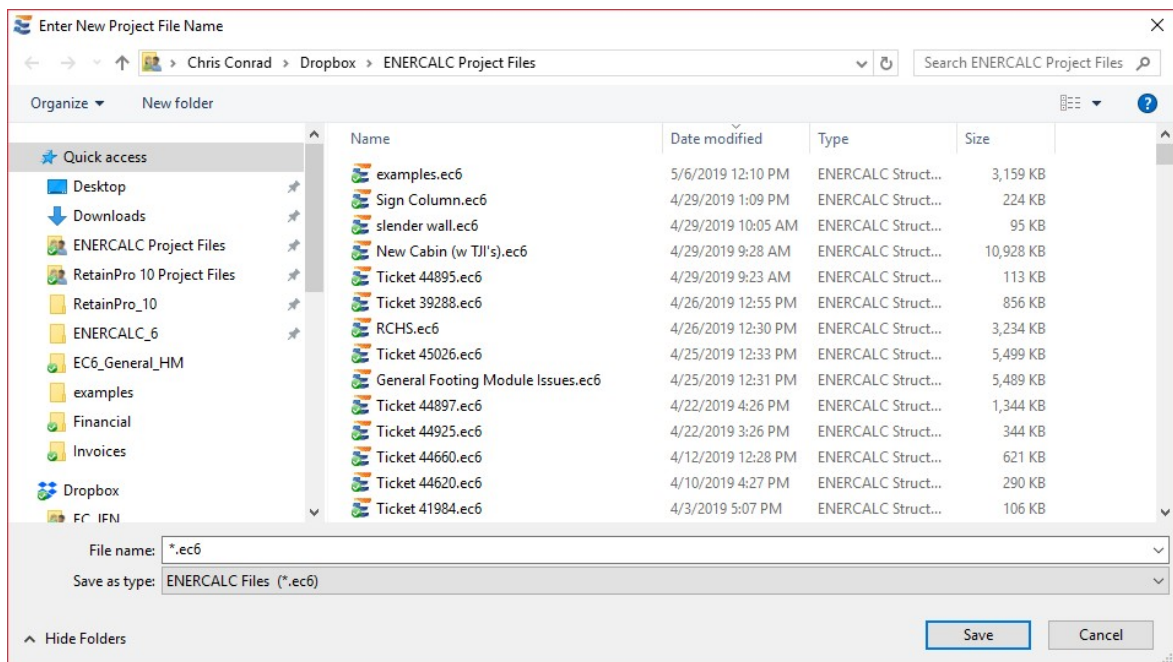 Enter New Project File Name
Chris Conrad > Dropbox > ENERCALC Project Files
Search ENERCALC Project Files
Organize
New folder
Quick access
Desktop
Downloads
ENERCALC Project Files
RetainPro 10 Project Files
RetainPro_10
ENERCALC_6
EC6_General_HM
examples
Financial
Invoices
Dropbox
Name Date modified Type Size
examples.ec6 5/6/2019 12:10 PM ENERCALC Struct... 3,159 KB
Sign Column.ec6 4/29/2019 1:09 PM ENERCALC Struct... 224 KB
slender wall.ec6 4/29/2019 10:05 AM ENERCALC Struct... 95 KB
New Cabin (w TJI's).ec6 4/29/2019 9:28 AM ENERCALC Struct... 10,928 KB
Ticket 44895.ec6 4/29/2019 9:23 AM ENERCALC Struct... 113 KB
Ticket 39288.ec6 4/26/2019 12:55 PM ENERCALC Struct... 856 KB
RCHS.ec6 4/26/2019 12:30 PM ENERCALC Struct... 3,234 KB
Ticket 45026.ec6 4/25/2019 12:33 PM ENERCALC Struct... 5,499 KB
General Footing Module Issues.ec6 4/25/2019 12:31 PM ENERCALC Struct... 5,489 KB
Ticket 44897.ec6 4/22/2019 4:26 PM ENERCALC Struct... 1,344 KB
Ticket 44925.ec6 4/22/2019 3:26 PM ENERCALC Struct... 344 KB
Ticket 44660.ec6 4/12/2019 12:28 PM ENERCALC Struct... 621 KB
Ticket 44620.ec6 4/10/2019 4:27 PM ENERCALC Struct... 290 KB
Ticket 41984.ec6 4/3/2019 5:07 PM ENERCALC Struct... 106 KB
File name: *.ec6
Save as type: ENERCALC Files (*.ec6)
Hide Folders
Save
Cancel